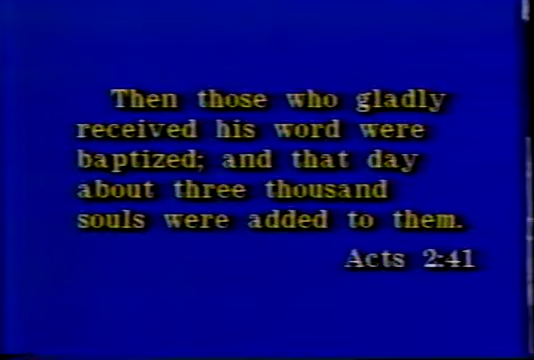 Then those who gladly
received his word were
baptized; and that day
about three thousand
souls were added to them.
Acts 2:41